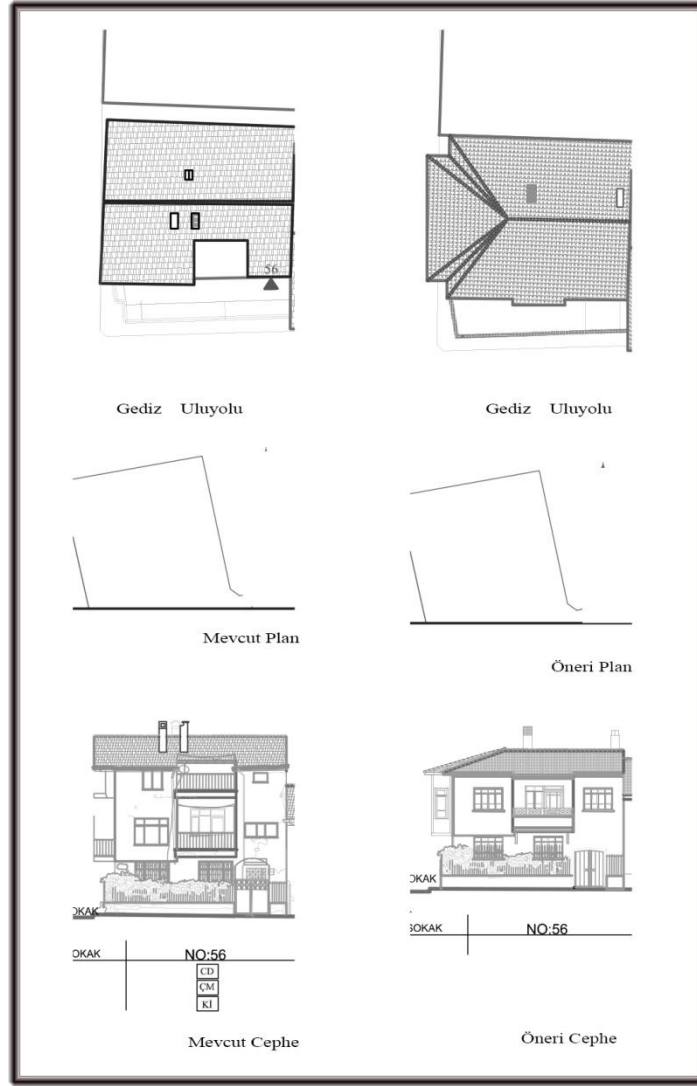 56
Gediz Uluyolu
Gediz Uluyolu
Mevcut Plan
Öneri Plan
OKAK
OKAK
OKAK NO:56
SOKAK NO:56
CD
ÇM
Kİ
Mevcut Cephe
Öneri Cephe